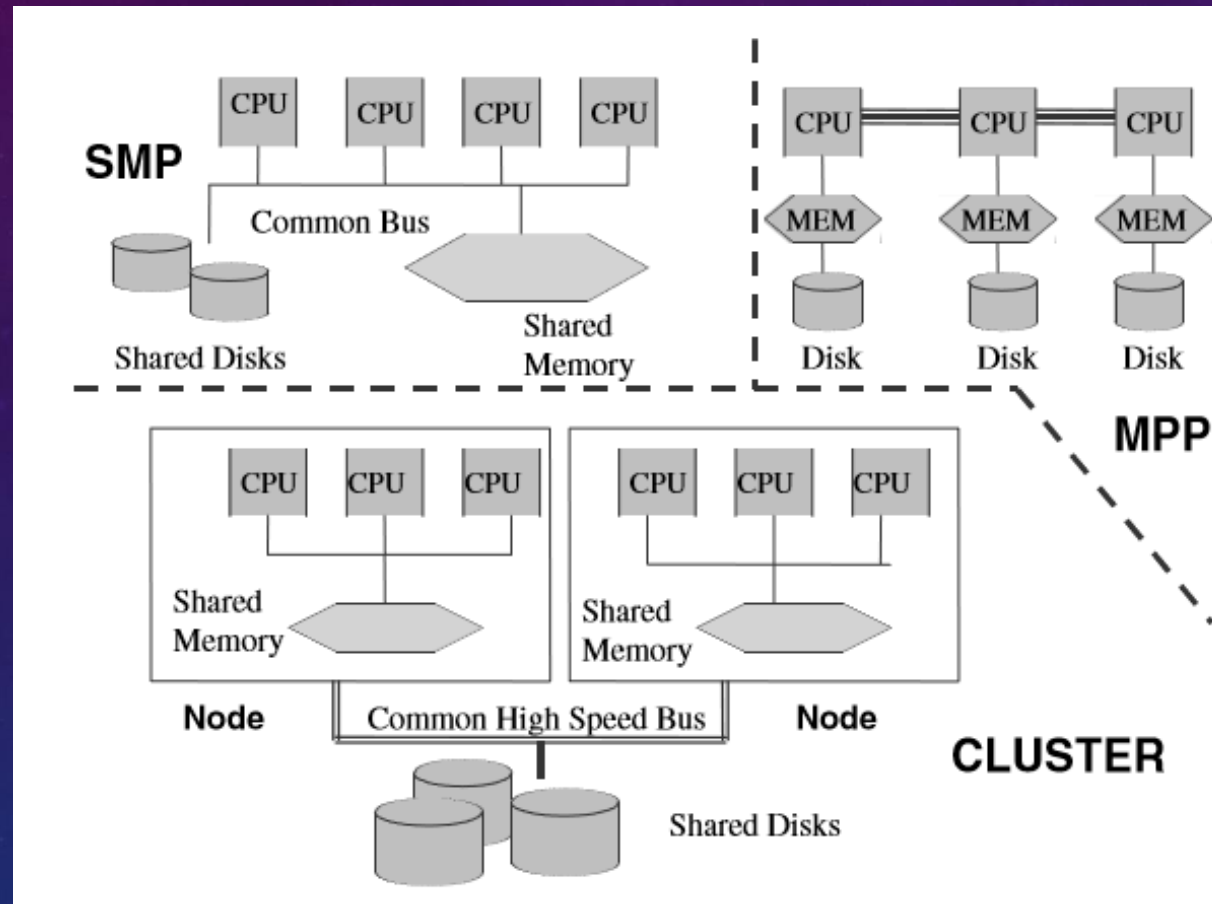 CPU
CPU
CPU
CPU
SMP
Common Bus
Shared Disks
Shared
Memory
CPU
CPU
CPU
MEM
MEM
MEM
Disk
Disk
Disk
MPP
CPU
CPU
CPU
Shared
Memory
Node
CPU
CPU
CPU
Shared
Memory
Node
Common High Speed Bus
CLUSTER
Shared Disks